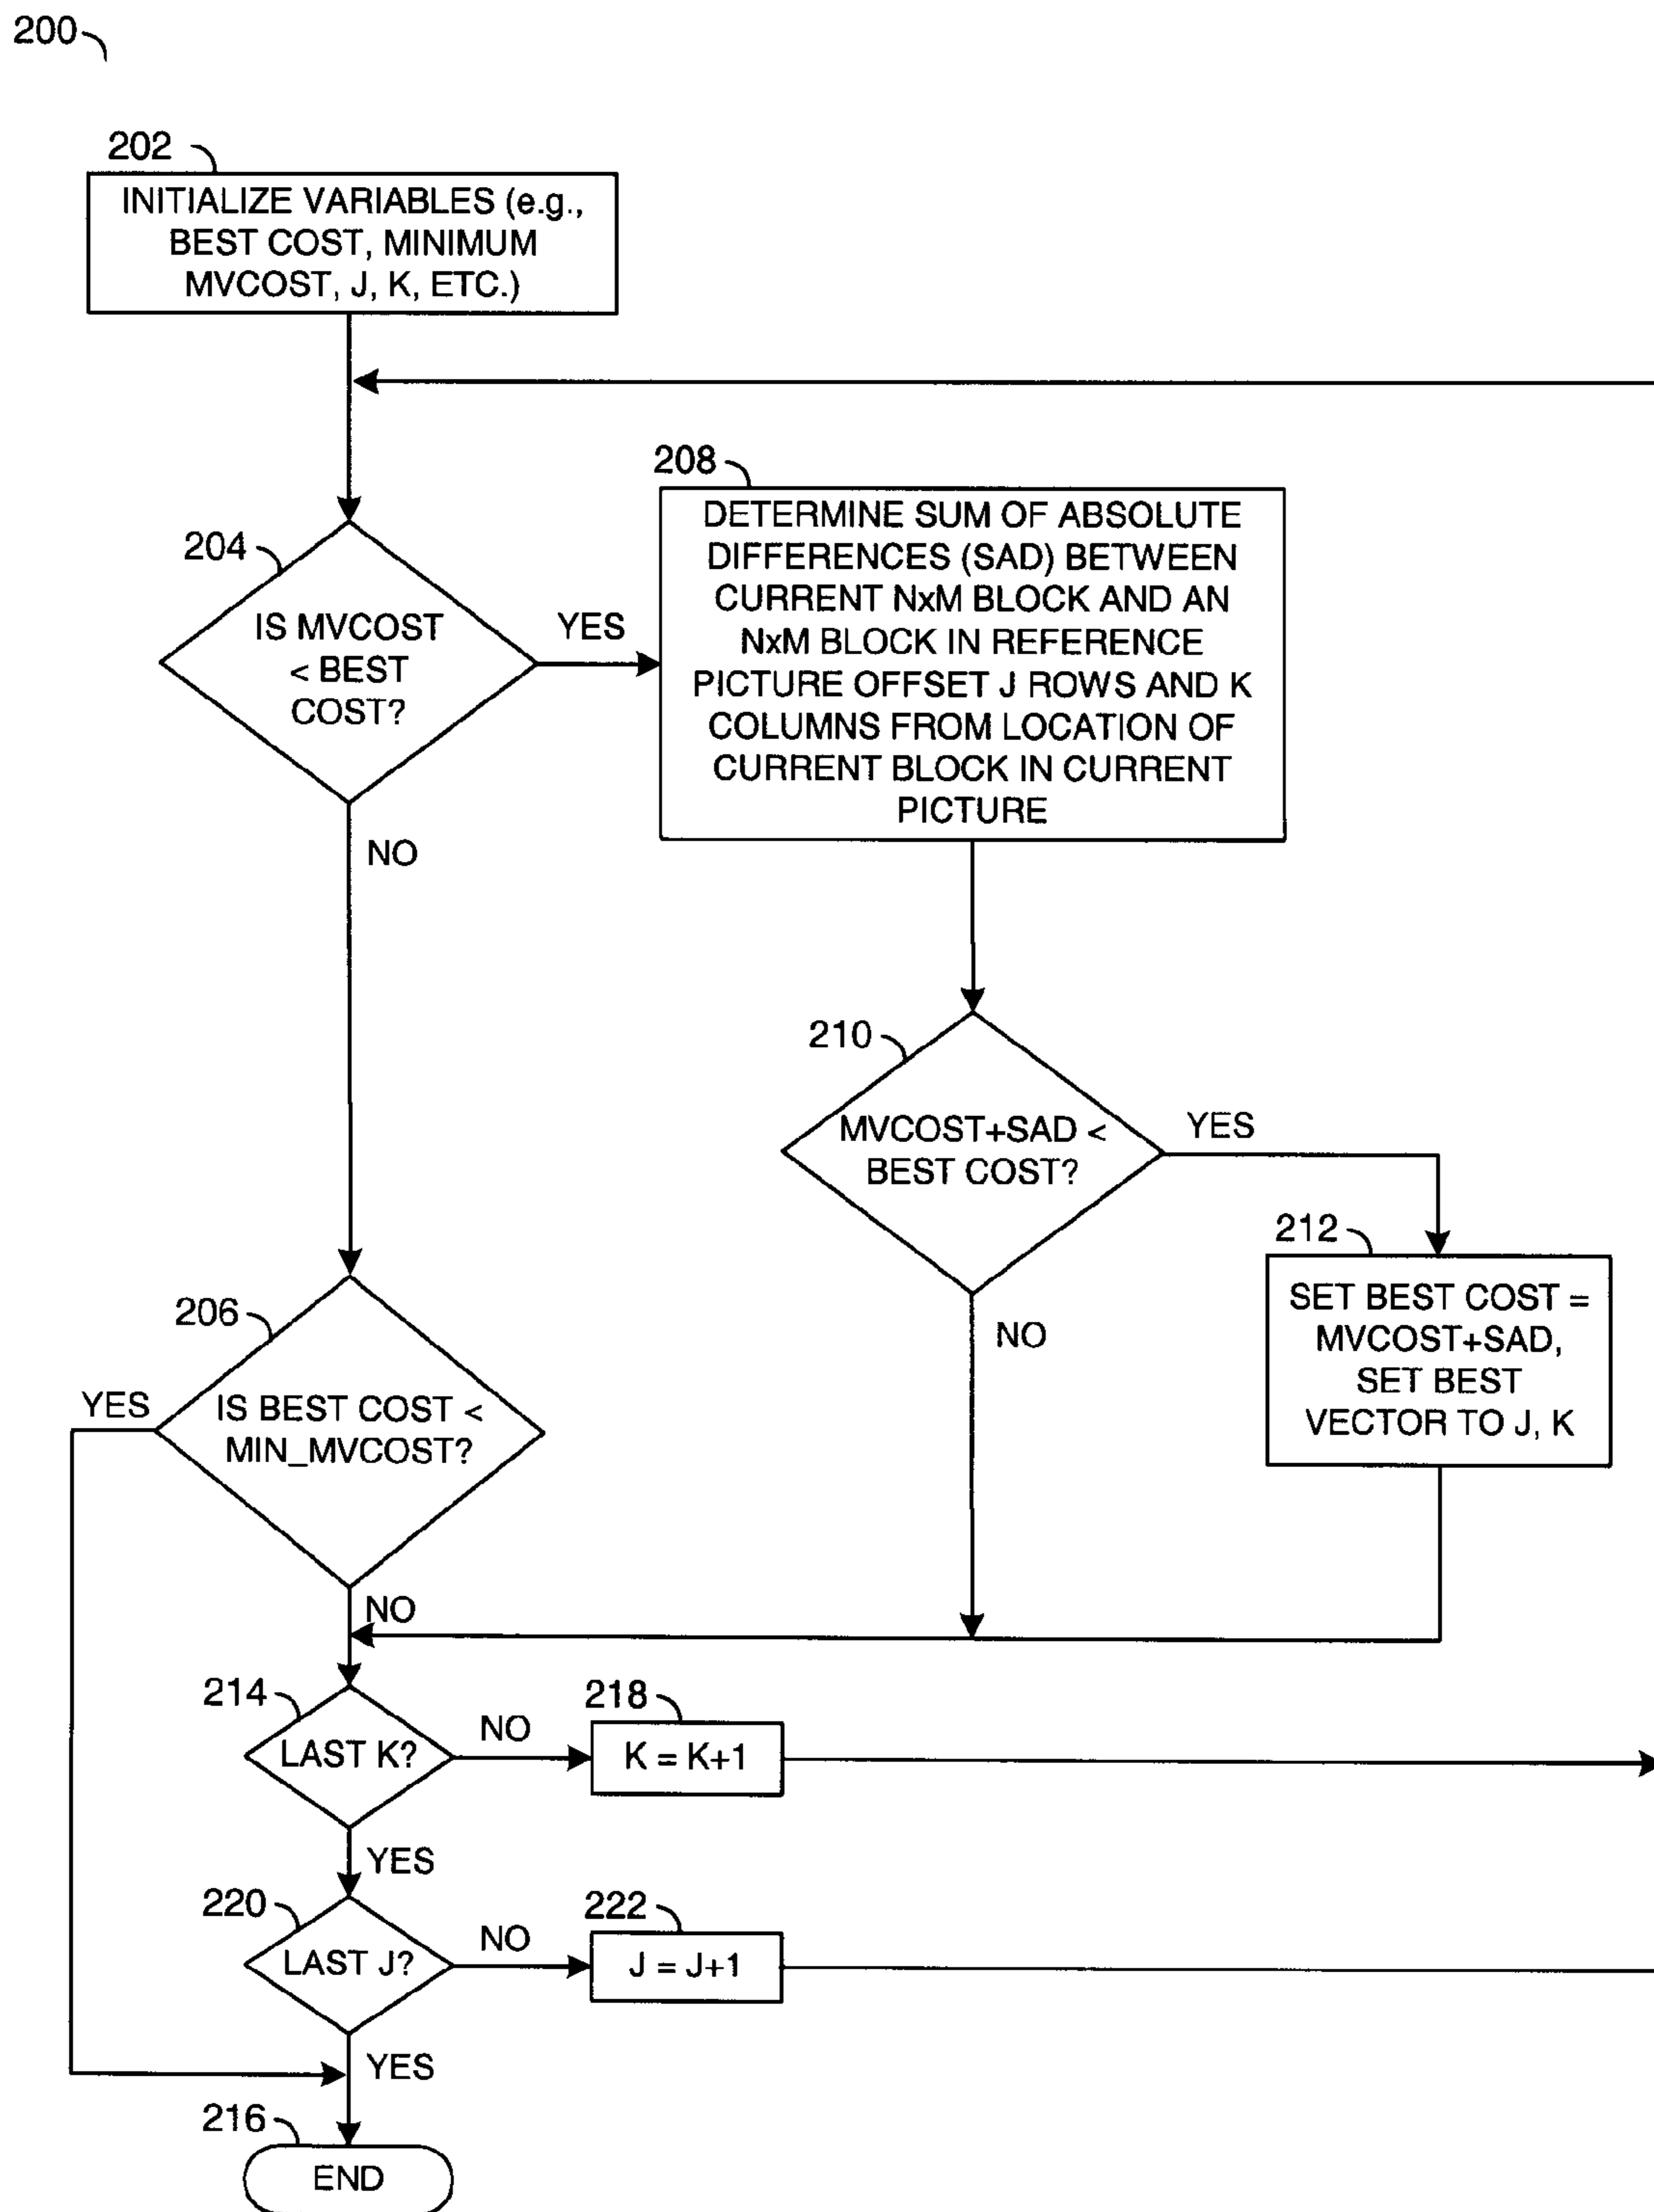 200
202
INITIALIZE VARIABLES (e.g.,
BEST COST, MINIMUM
MVCOST, J, K, ETC.)
204
IS MVCOST
< BEST
COST?
YES
NO
208
DETERMINE SUM OF ABSOLUTE
DIFFERENCES (SAD) BETWEEN
CURRENT NxM BLOCK AND AN
NxM BLOCK IN REFERENCE
PICTURE OFFSET J ROWS AND K
COLUMNS FROM LOCATION OF
CURRENT BLOCK IN CURRENT
PICTURE
210
MVCOST+SAD <
BEST COST?
YES
NO
212
SET BEST COST =
MVCOST+SAD,
SET BEST
VECTOR TO J, K
206
IS BEST COST <
MIN_MVCOST?
YES
NO
214
LAST K?
NO
218
K = K+1
YES
220
LAST J?
NO
222
J = J+1
YES
216
END